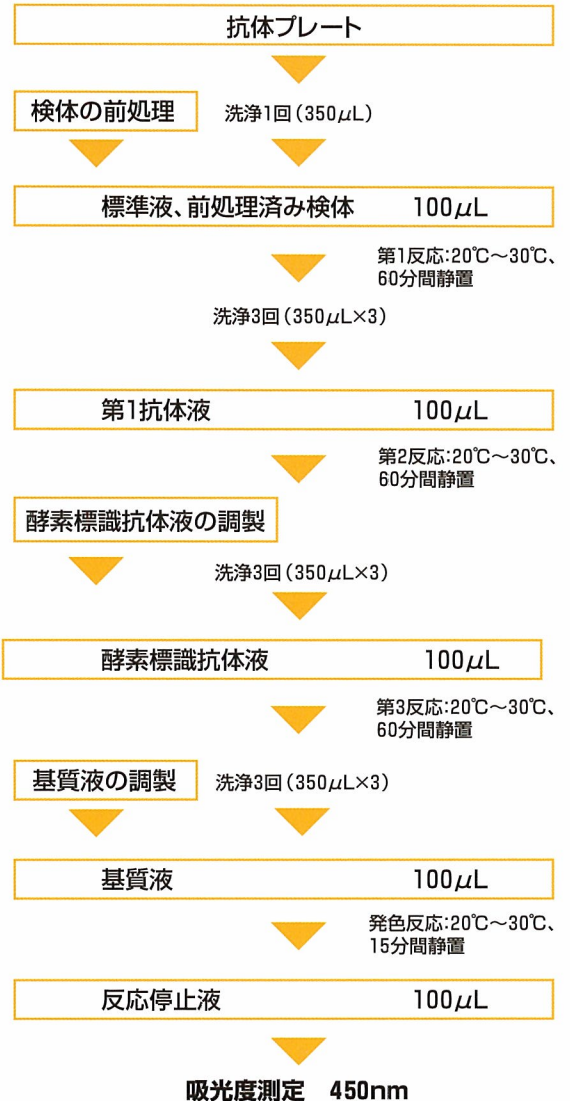 抗体プレート
検体の前処理
洗浄1回(350μL)
標準液、前処理済み検体 100μL
第1反応:20℃~30℃、
60分間静置
洗浄3回(350μL×3)
第1抗体液 100μL
第2反応:20℃~30℃、
60分間静置
酵素標識抗体液の調製
洗浄3回(350μL×3)
酵素標識抗体液 100μL
第3反応:20℃~30℃、
60分間静置
基質液の調製
洗浄3回(350μL×3)
基質液 100μL
発色反応:20℃~30℃、
15分間静置
反応停止液 100μL
吸光度測定 450nm